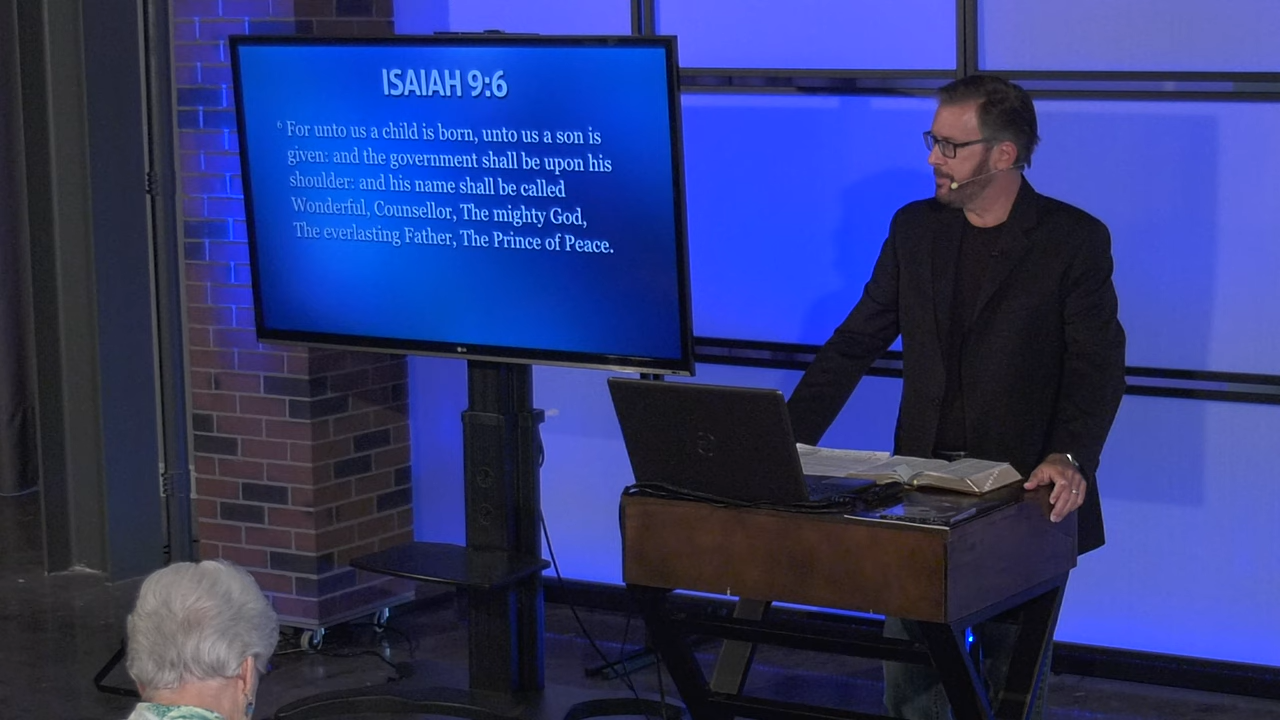 ISAIAH 9:6
6 For unto us a child is born, unto us a son is
given: and the government shall be upon his
shoulder: and his name shall be called
Wonderful, Counsellor, The mighty God,
The everlasting Father, The Prince of Peace.
LG